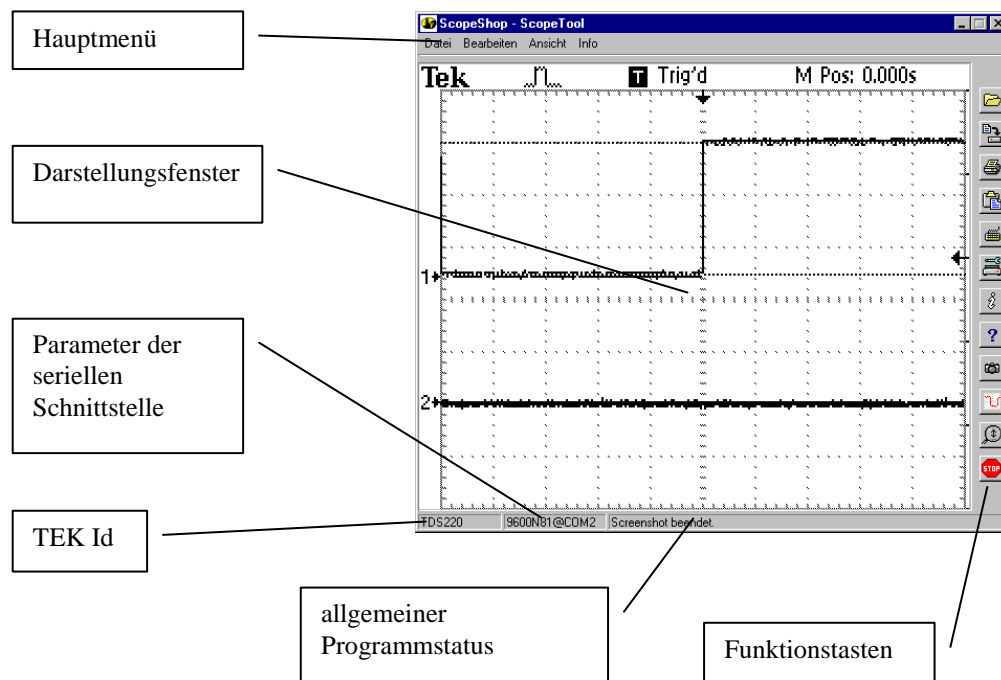 Hauptmenü
ScopeShop - ScopeTool
Datei Bearbeiten Ansicht Info
Tek T Trig'd M Pos: 0.000s
Darstellungsfenster
1
Parameter der
seriellen
Schnittstelle
2
STOP
TEK Id
TDS220 9600N81@COM2 Screenshot beendet.
allgemeiner
Programmstatus
Funktionstasten